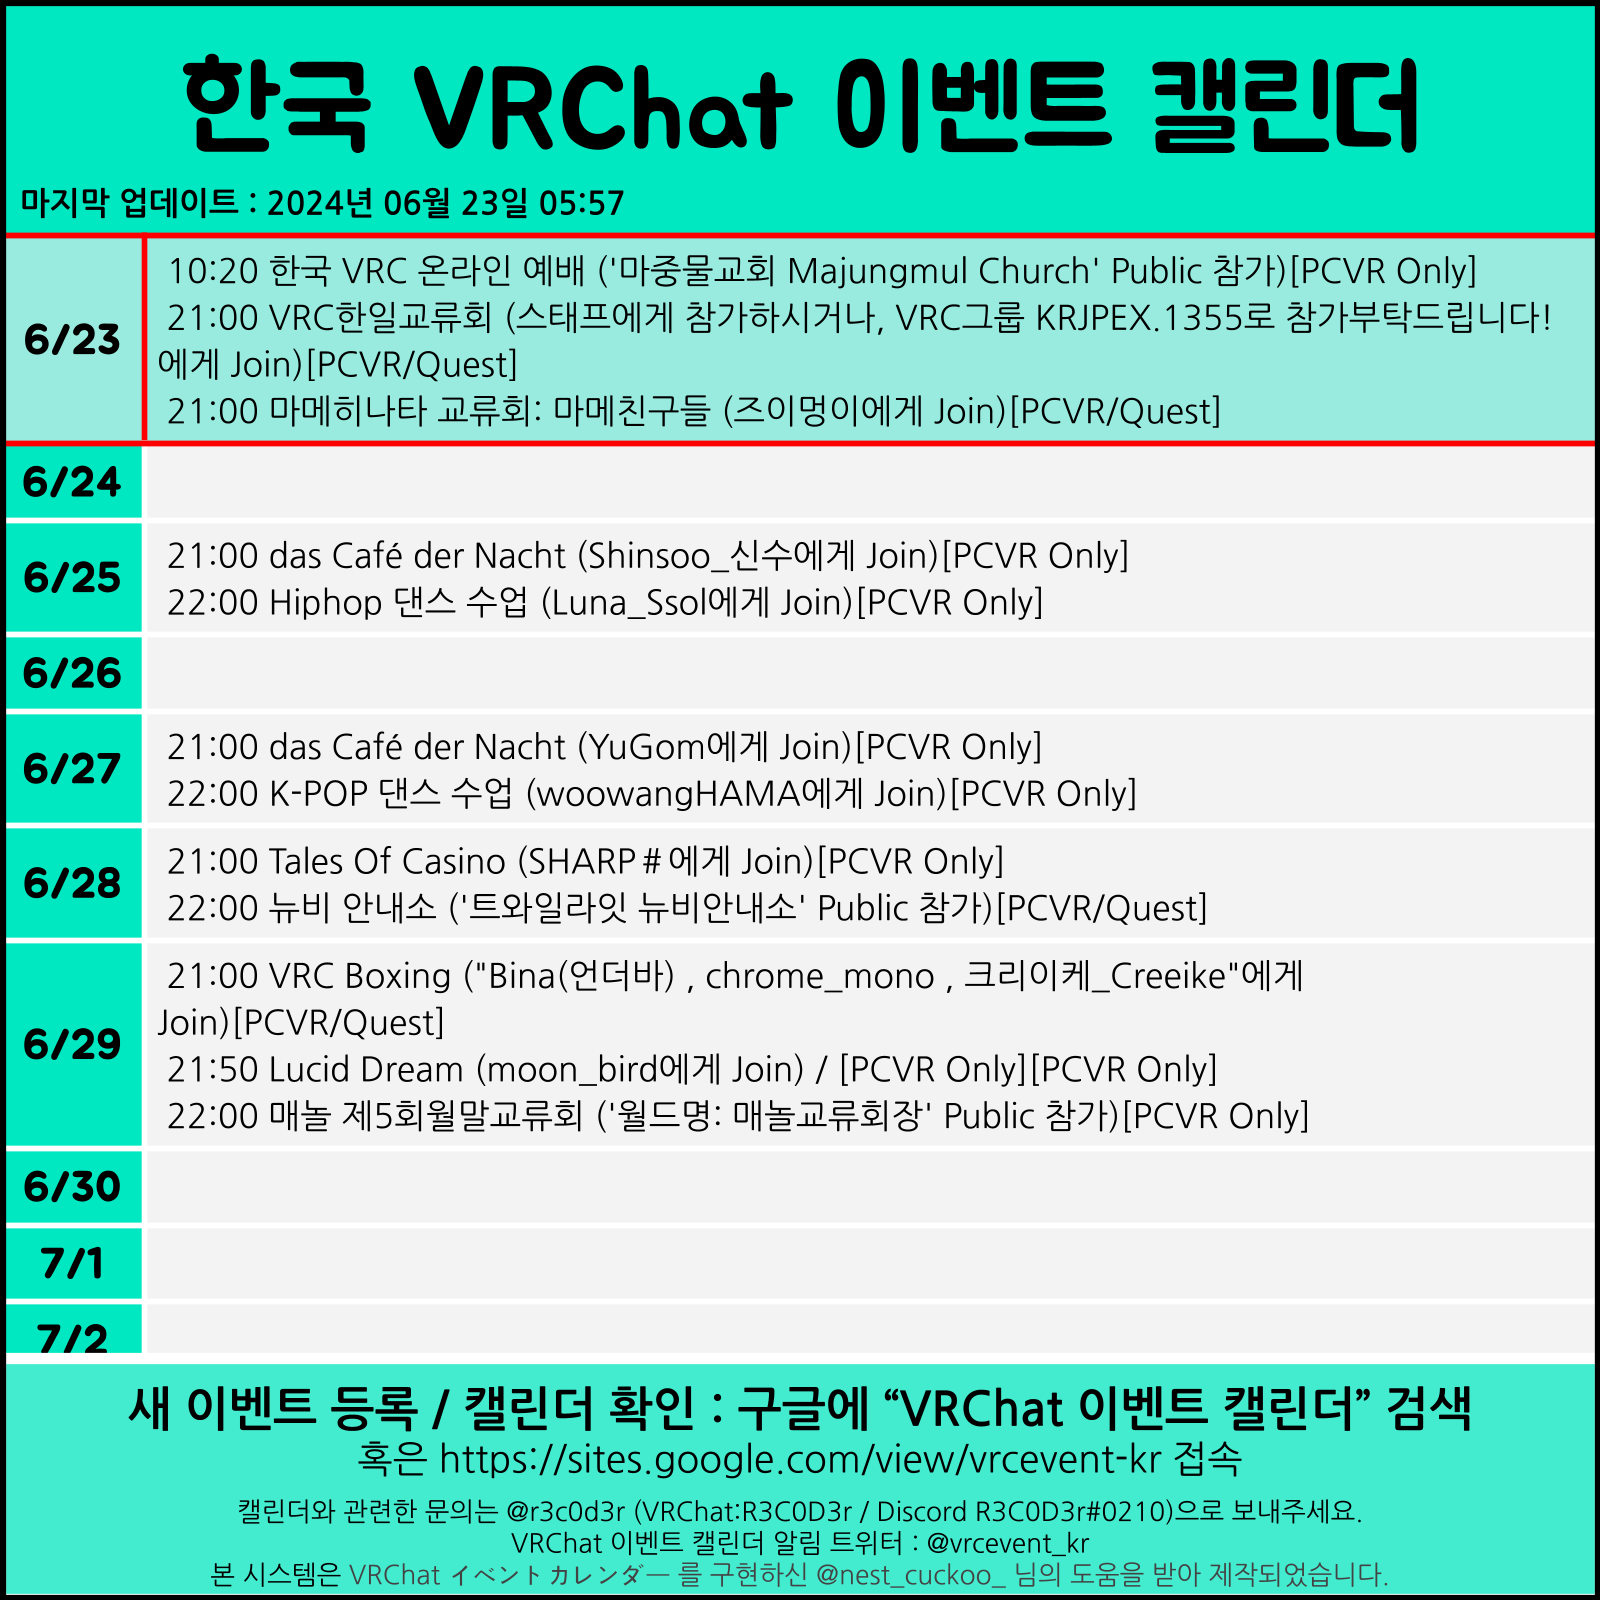 한국 VRChat 이벤트 캘린더
마지막 업데이트 : 2024년 06월 23일 05:57
6/23
10:20 한국 VRC 온라인 예배 ('마중물교회 Majungmul Church' Public 참가)[PCVR Only]
21:00 VRC한일교류회 (스태프에게 참가하시거나, VRC그룹 KRJPEX.1355로 참가부탁드립니다!
에게 Join)[PCVR/Quest]
21:00 마메히나타 교류회: 마메친구들 (즈이멍이에게 Join)[PCVR/Quest]
6/24
6/25
21:00 das Café der Nacht (Shinsoo_신수에게 Join)[PCVR Only]
22:00 Hiphop 댄스 수업 (Luna_Ssol에게 Join)[PCVR Only]
6/26
6/27
21:00 das Café der Nacht (YuGom에게 Join)[PCVR Only]
22:00 K-POP 댄스 수업 (woowangHAMA에게 Join)[PCVR Only]
6/28
21:00 Tales Of Casino (SHARP＃에게 Join)[PCVR Only]
22:00 뉴비 안내소 ('트와일라잇 뉴비안내소' Public 참가)[PCVR/Quest]
6/29
21:00 VRC Boxing ("Bina(언더바) , chrome_mono , 크리이케_Creeike"에게
Join)[PCVR/Quest]
21:50 Lucid Dream (moon_bird에게 Join) / [PCVR Only][PCVR Only]
22:00 매놀 제5회월말교류회 ('월드명: 매놀교류회장' Public 참가)[PCVR Only]
6/30
7/1
7/2
새 이벤트 등록 / 캘린더 확인 : 구글에 “VRChat 이벤트 캘린더” 검색
혹은 https://sites.google.com/view/vrcevent-kr 접속
캘린더와 관련한 문의는 @r3c0d3r (VRChat:R3C0D3r / Discord R3C0D3r#0210)으로 보내주세요.
VRChat 이벤트 캘린더 알림 트위터 : @vrcevent_kr
본 시스템은 VRChat イベントカレンダー 를 구현하신 @nest_cuckoo_ 님의 도움을 받아 제작되었습니다.